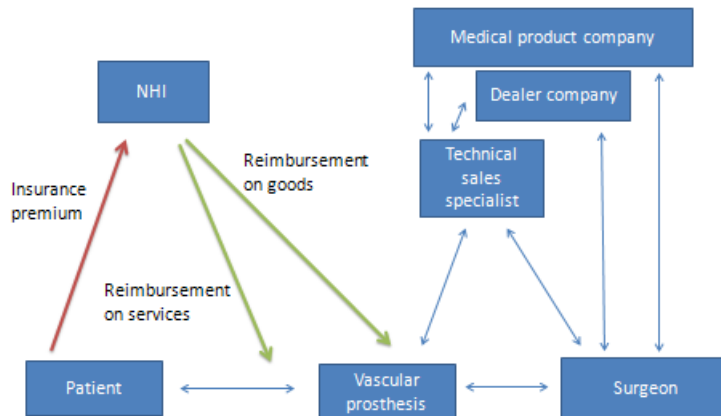 Medical product company
NHI
Dealer company
Technical
sales
specialist
Reimbursement
on goods
Insurance
premium
Reimbursement
on services
Patient
Vascular
prosthesis
Surgeon